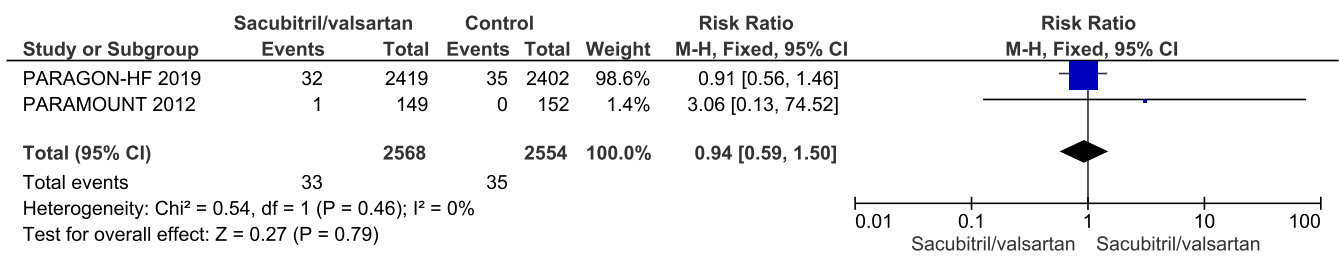 Sacubitril/valsartan Control Risk Ratio Risk Ratio
Study or Subgroup Events Total Events Total Weight M-H, Fixed, 95% CI M-H, Fixed, 95% CI
PARAGON-HF 2019 32 2419 35 2402 98.6% 0.91 [0.56, 1.46]
PARAMOUNT 2012 1 149 0 152 1.4% 3.06 [0.13, 74.52]
Total (95% CI) 2568 2554 100.0% 0.94 [0.59, 1.50]
Total events 33 35
Heterogeneity: Chi² = 0.54, df = 1 (P = 0.46); I² = 0%
Test for overall effect: Z = 0.27 (P = 0.79)
0.01 0.1 1 10 100
Sacubitril/valsartan Sacubitril/valsartan